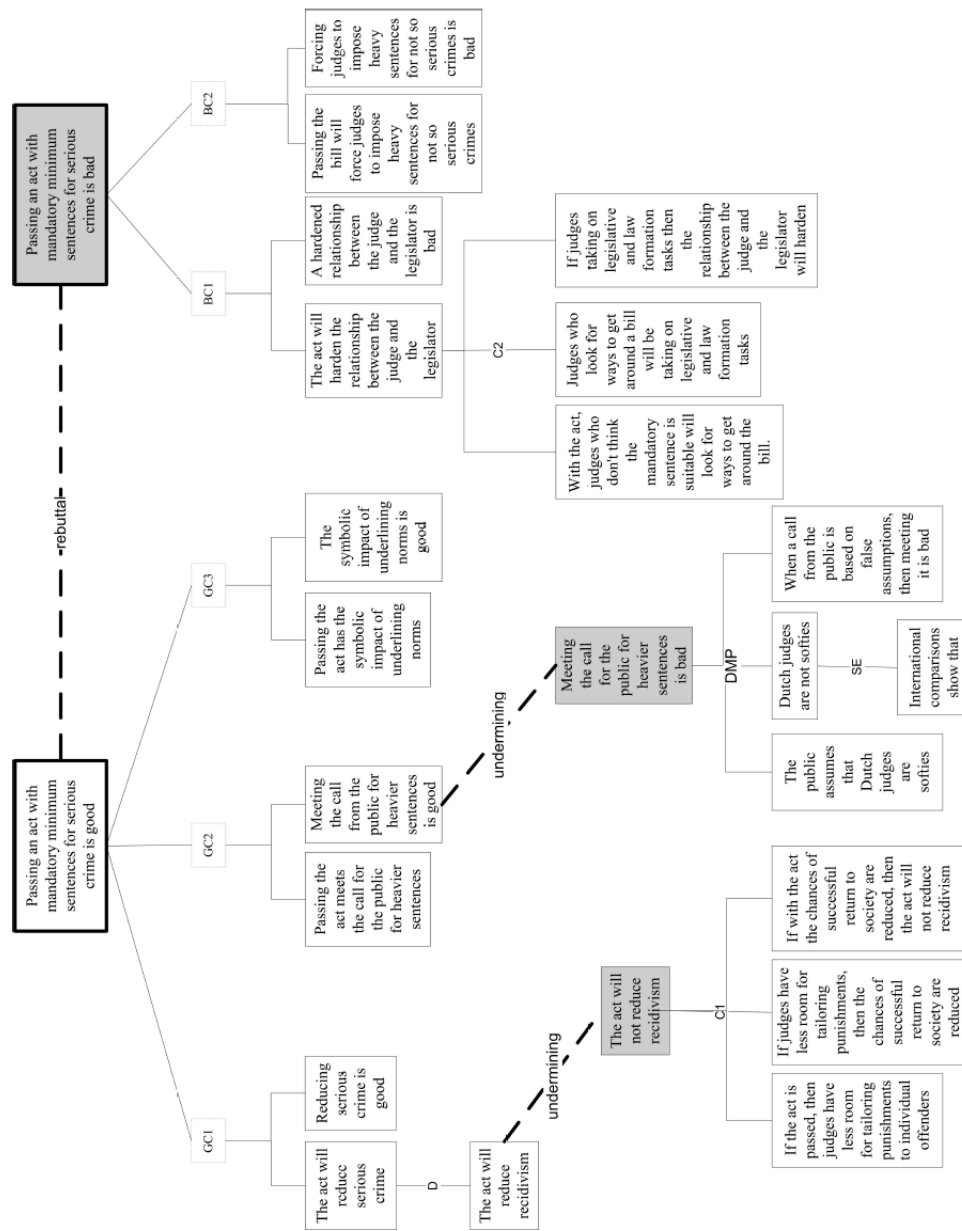 Passing an act with
mandatory minimum
sentences for serious
crime is good
rebuttal
Passing an act with
mandatory minimum
sentences for serious
crime is bad
GC1
GC2
GC3
BC1
BC2
The act will
reduce
serious
crime
Reducing
serious
crime is
good
Passing the
act meets
the call for
the public
for heavier
sentences
Meeting
the call
from the
public for
heavier
sentences
is good
Passing the
act has the
symbolic
impact of
underlining
norms
The
symbolic
impact of
underlining
norms is
good
The act will
harden the
relationship
between the
judge and
the
legislator
A hardened
relationship
between
the judge
and the
legislator is
bad
Passing the
bill will
force judges
to impose
heavy
sentences for
not so
serious
crimes
Forcing
judges to
impose
heavy
sentences
for not so
serious
crimes is
bad
D
The act will
reduce
recidivism
undermining
The act will
not reduce
recidivism
C1
If the act is
passed, then
judges have
less room
for tailoring
punishments
to individual
offenders
If judges have
less room for
tailoring
punishments,
then the
chances of
successful
return to
society are
reduced
If with the act
the chances of
successful
return to
society are
reduced, then
the act will
not reduce
recidivism
undermining
Meeting
the call
for the
public for
heavier
sentences
is bad
DMP
The
public
assumes
that
Dutch
judges
are
softies
Dutch judges
are not softies
SE
International
comparisons
show that
When a call
from the
public is
based on
false
assumptions,
then meeting
it is bad
C2
With the act,
judges who
don't think
the
mandatory
sentence is
suitable will
look for
ways to get
around the
bill.
Judges who
look for
ways to get
around a bill
will be
taking on
legislative
and law
formation
tasks
If judges
taking on
legislative
and law
formation
tasks then
the
relationship
between the
judge and
the
legislator
will harden